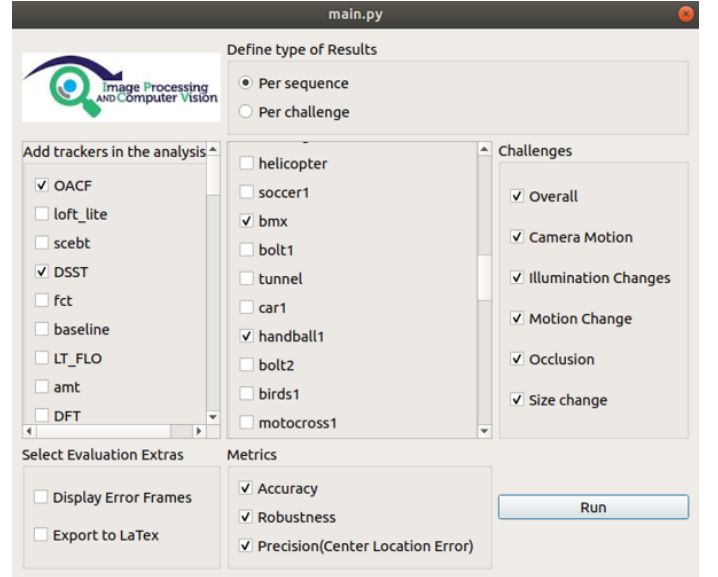 main.py
Image Processing
AND Computer Vision
Define type of Results
Per sequence
Per challenge
Add trackers in the analysis
OACF
loft_lite
scebt
DSST
fct
baseline
LT_FLO
amt
DFT
helicopter
soccer1
bmx
bolt1
tunnel
car1
handball1
bolt2
birds1
motocross1
Challenges
Overall
Camera Motion
Illumination Changes
Motion Change
Occlusion
Size change
Select Evaluation Extras
Display Error Frames
Export to LaTex
Metrics
Accuracy
Robustness
Precision(Center Location Error)
Run